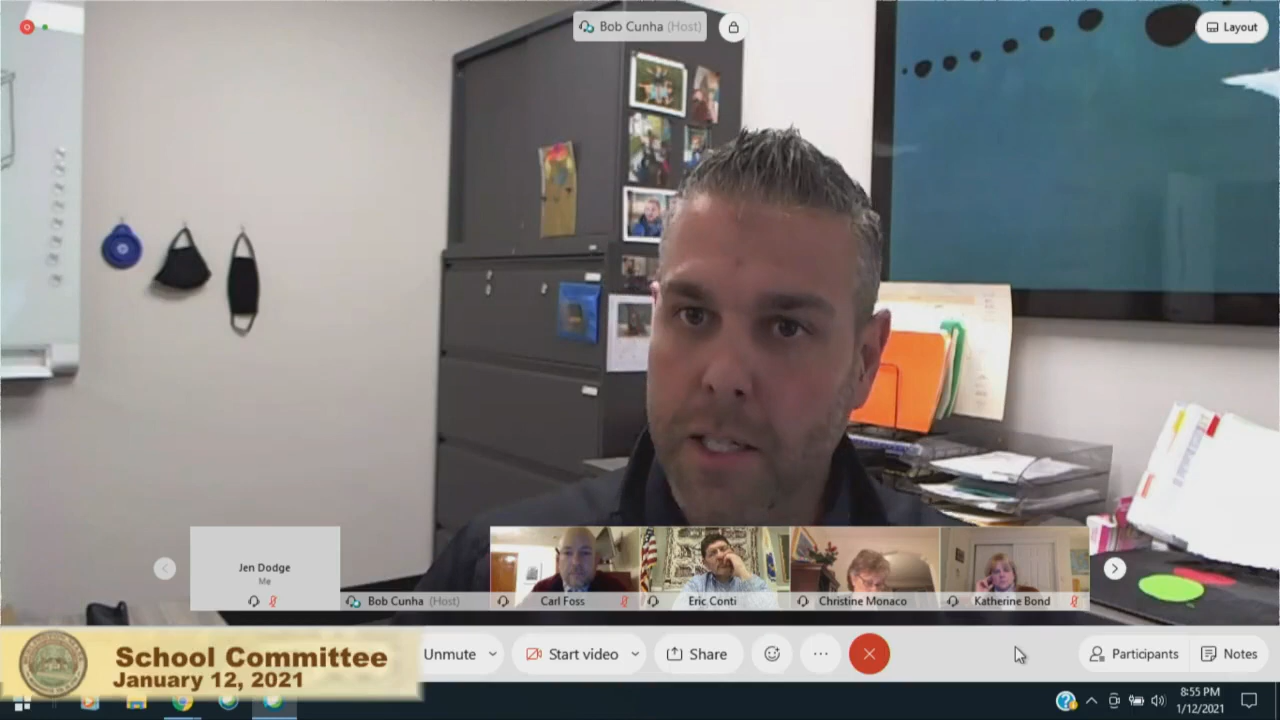 Bob Cunha (Host)
Layout
Jen Dodge
Me
Bob Cunha (Host)
Carl Foss
Eric Conti
Christine Monaco
Katherine Bond
School Committee
January 12, 2021
Unmute
Start video
Share
Participants
Notes
8:55 PM
1/12/2021